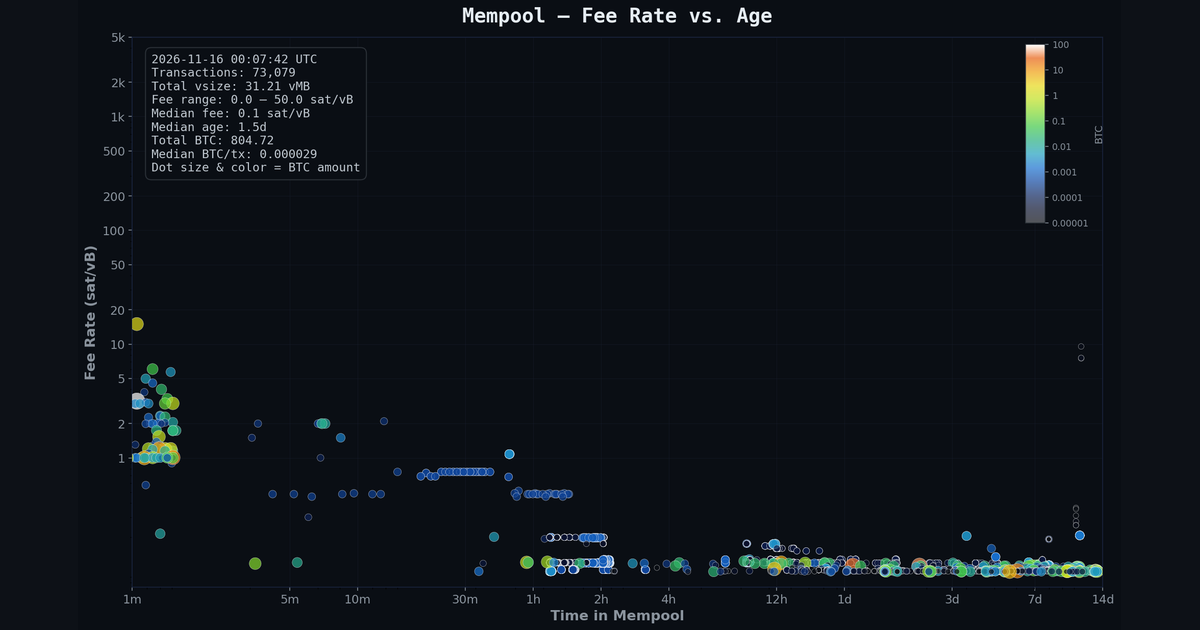 Mempool — Fee Rate vs. Age
2026-11-16 00:07:42 UTC
Transactions: 73,079
Total vsize: 31.21 vMB
Fee range: 0.0 – 50.0 sat/vB
Median fee: 0.1 sat/vB
Median age: 1.5d
Total BTC: 804.72
Median BTC/tx: 0.000029
Dot size & color = BTC amount
5k
2k
1k
500
200
100
50
20
10
5
2
1
Fee Rate (sat/vB)
100
10
1
0.1
0.01
0.001
0.0001
0.00001
BTC
1m
5m
10m
30m
1h
2h
4h
12h
1d
3d
7d
14d
Time in Mempool